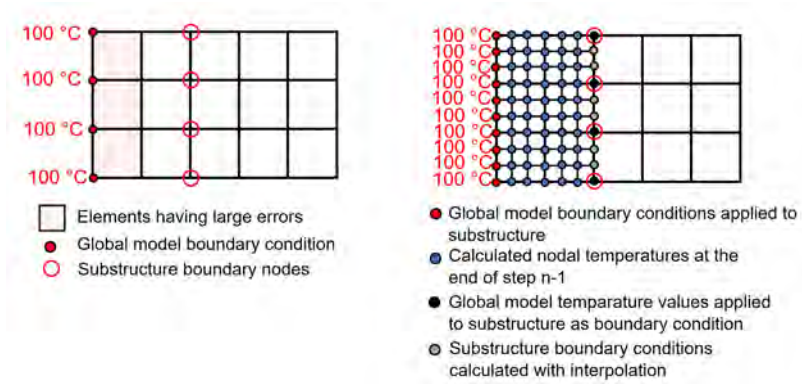 100 °C
100 °C
100 °C
100 °C
Elements having large errors
Global model boundary condition
Substructure boundary nodes
100 °C
100 °C
100 °C
100 °C
100 °C
100 °C
100 °C
100 °C
100 °C
100 °C
Global model boundary conditions applied to
substructure
Calculated nodal temperatures at the
end of step n-1
Global model temparature values applied
to substructure as boundary condition
Substructure boundary conditions
calculated with interpolation